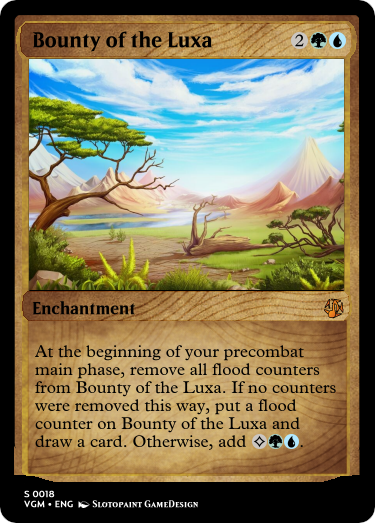 Bounty of the Luxa 2
Enchantment
At the beginning of your precombat
main phase, remove all flood counters
from Bounty of the Luxa. If no counters
were removed this way, put a flood
counter on Bounty of the Luxa and
draw a card. Otherwise, add .
S 0018
VGM • ENG SLOTOPAINT GAMEDESIGN